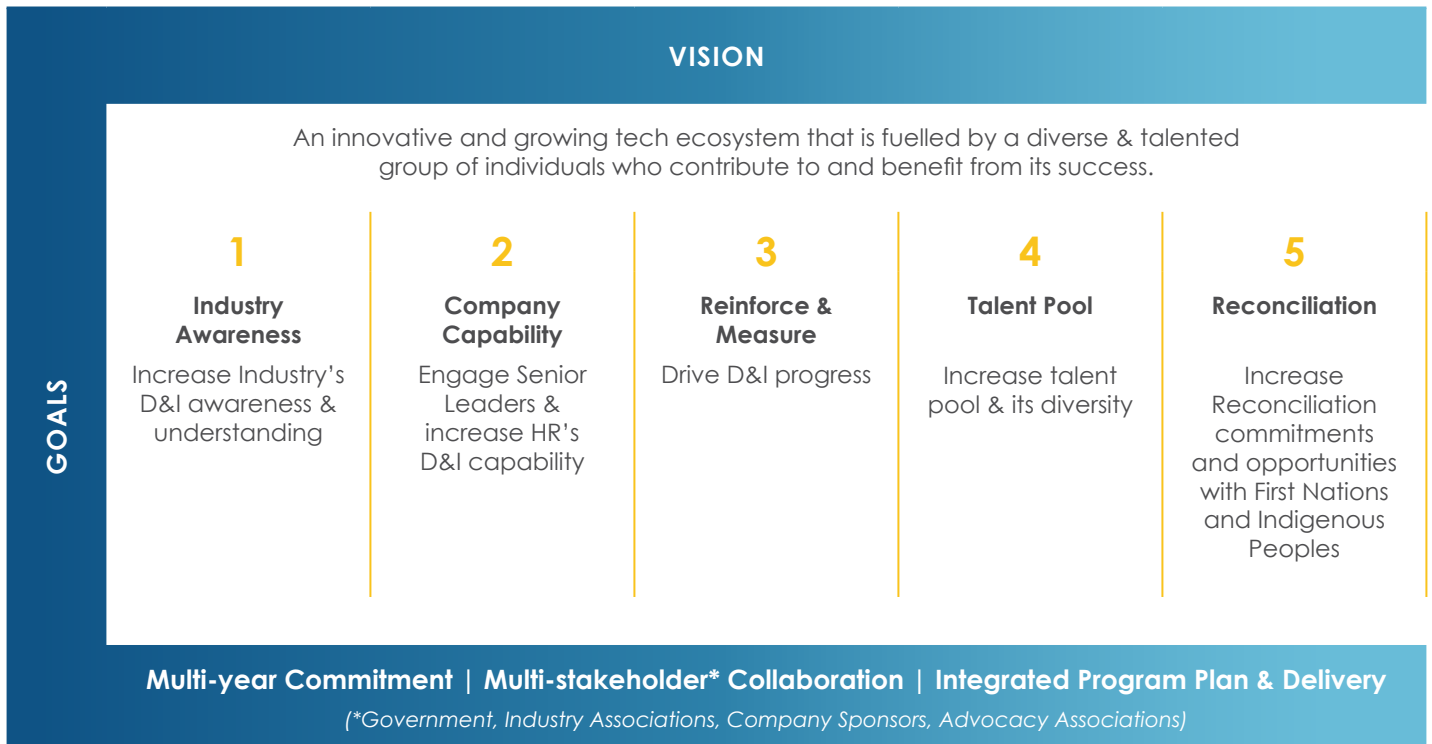 VISION
An innovative and growing tech ecosystem that is fuelled by a diverse & talented
group of individuals who contribute to and benefit from its success.
GOALS
1
Industry
Awareness
Increase Industry's
D&I awareness &
understanding
2
Company
Capability
Engage Senior
Leaders &
increase HR's
D&I capability
3
Reinforce &
Measure
Drive D&I progress
4
Talent Pool
Increase talent
pool & its diversity
5
Reconciliation
Increase
Reconciliation
commitments
and opportunities
with First Nations
and Indigenous
Peoples
Multi-year Commitment | Multi-stakeholder* Collaboration | Integrated Program Plan & Delivery
(*Government, Industry Associations, Company Sponsors, Advocacy Associations)